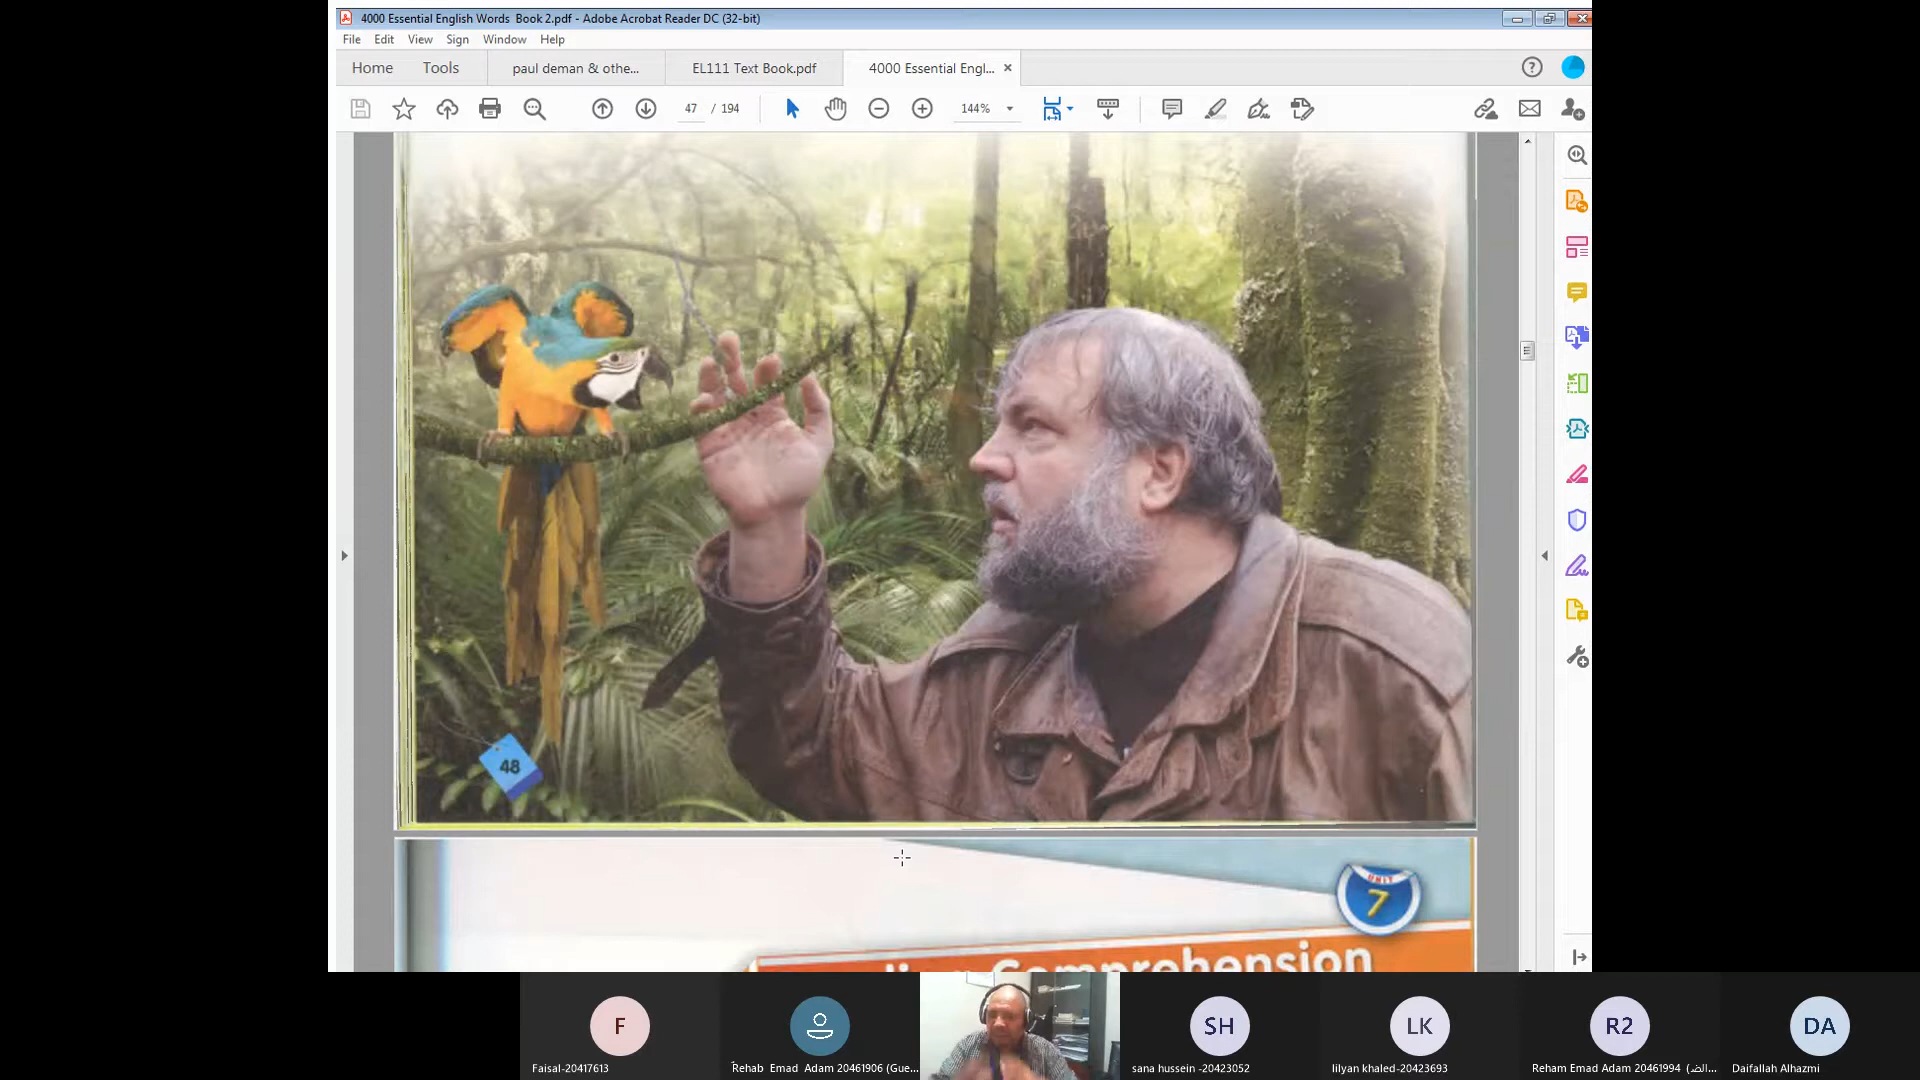 4000 Essential English Words Book 2.pdf - Adobe Acrobat Reader DC (32-bit)
File Edit View Sign Window Help
Home Tools paul deman & othe... EL111 Text Book.pdf 4000 Essential Engl... ×
47 / 194 144%
48
UNIT
7
Comprehension
F SH LK R2 DA
Faisal-20417613 Rehab Emad Adam 20461906 (Gue... sana hussein -20423052 lilyan khaled-20423693 Reham Emad Adam 20461994 Daifallah Alhazmi